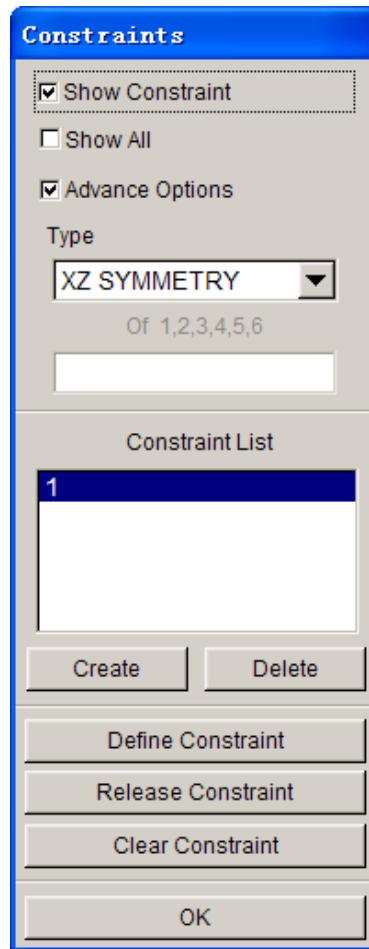 Constraints
Show Constraint
Show All
Advance Options
Type
XZ SYMMETRY
Of 1,2,3,4,5,6
Constraint List
1
Create Delete
Define Constraint
Release Constraint
Clear Constraint
OK